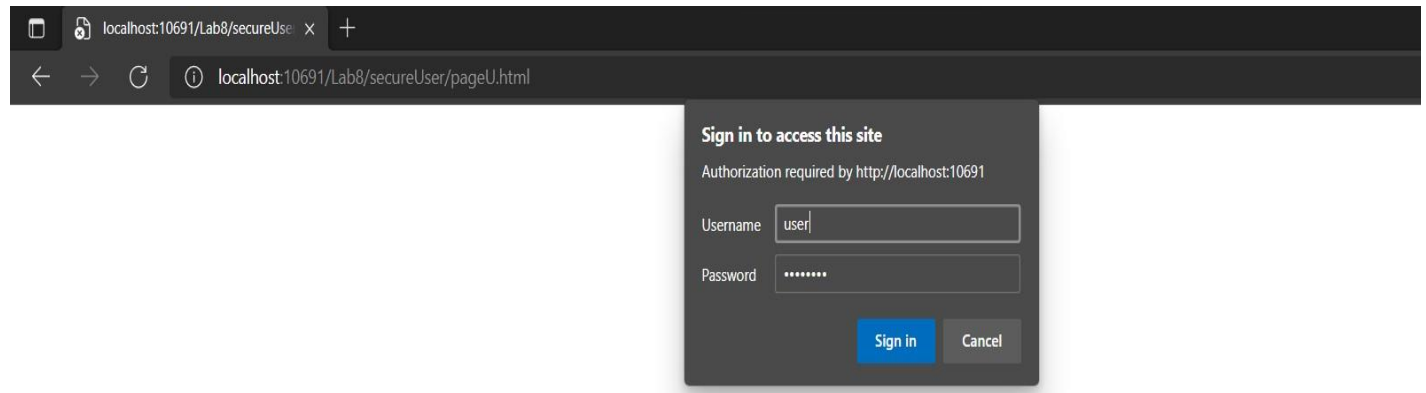 localhost:10691/Lab8/secureUse
localhost:10691/Lab8/secureUser/pageU.html
Sign in to access this site
Authorization required by http://localhost:10691
Username user
Password ••••••••
Sign in Cancel